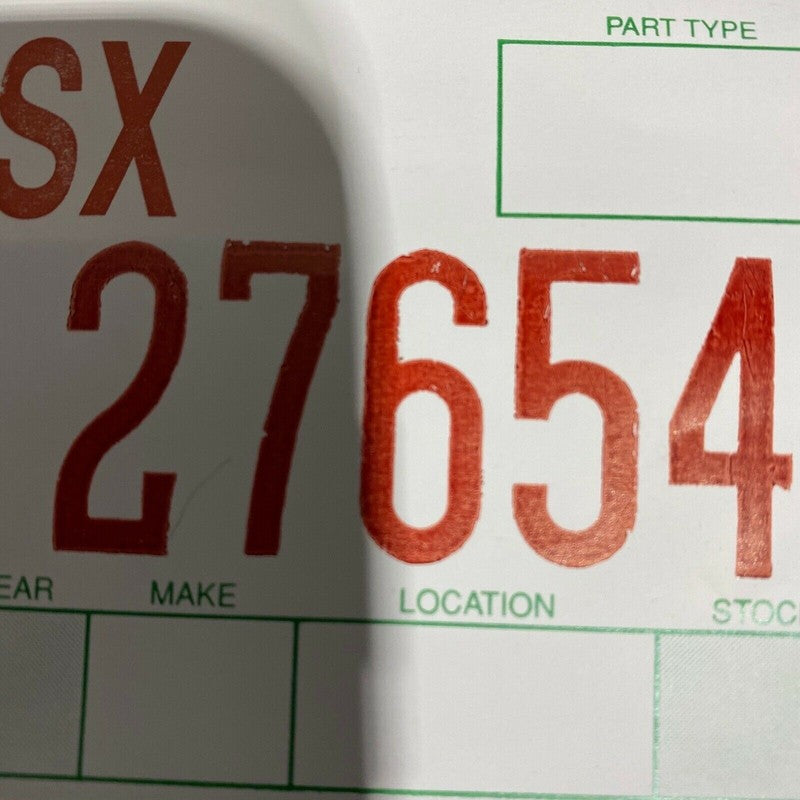 PART TYPE
SX
27654
EAR MAKE LOCATION STOC